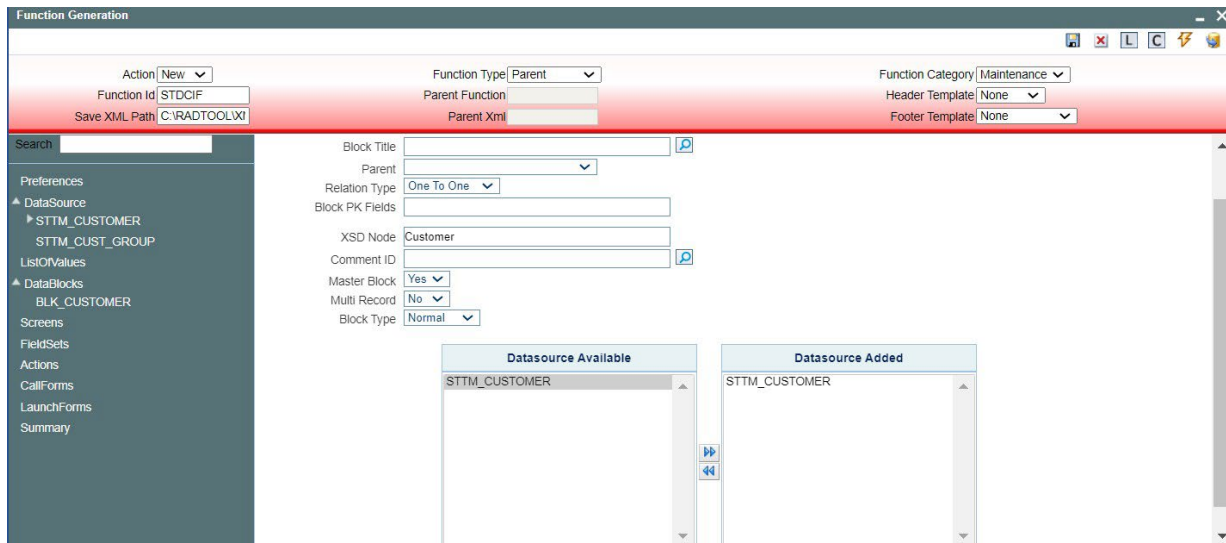 Function Generation
L C
Action New Function Type Parent Function Category Maintenance
Function Id STDCIF Parent Function Header Template None
Save XML Path C:\RADTOOL\XM Parent Xml Footer Template None
Search
Block Title
Parent
Preferences
Relation Type One To One
DataSource
Block PK Fields
STTM_CUSTOMER
STTM_CUST_GROUP
XSD Node Customer
ListOfValues
Comment ID
DataBlocks
Master Block Yes
BLK_CUSTOMER
Multi Record No
Screens
Block Type Normal
FieldSets
Actions
CallForms
LaunchForms
Summary
Datasource Available Datasource Added
STTM_CUSTOMER STTM_CUSTOMER